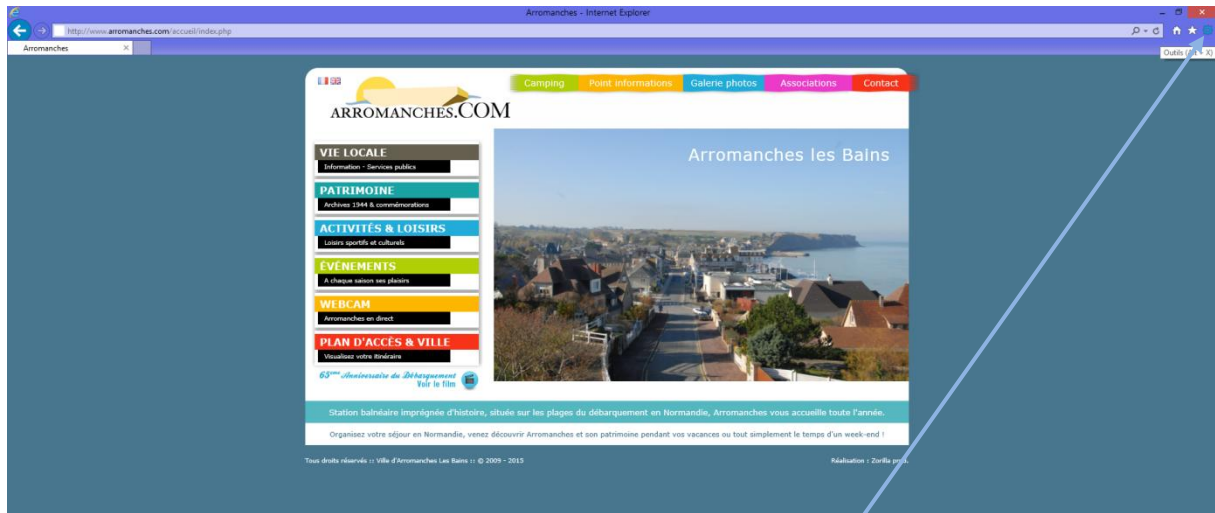 Arromanches - Internet Explorer
http://www.arromanches.com/accueil/index.php
Arromanches
Outils (Alt + X)
Camping Point informations Galerie photos Associations Contact
ARROMANCHES.COM
VIE LOCALE
Information - Services publics
PATRIMOINE
Archives 1944 & commémorations
ACTIVITÉS & LOISIRS
Loisirs sportifs et culturels
ÉVÉNEMENTS
A chaque saison ses plaisirs
WEBCAM
Arromanches en direct
PLAN D'ACCÈS & VILLE
Visualisez votre itinéraire
65ème Anniversaire du Débarquement
Voir le film
Arromanches les Bains
Station balnéaire imprégnée d'histoire, située sur les plages du débarquement en Normandie, Arromanches vous accueille toute l'année.
Organisez votre séjour en Normandie, venez découvrir Arromanches et son patrimoine pendant vos vacances ou tout simplement le temps d'un week-end !
Tous droits réservés :: Ville d'Arromanches Les Bains :: © 2009 - 2015
Réalisation : Zorilla prod.